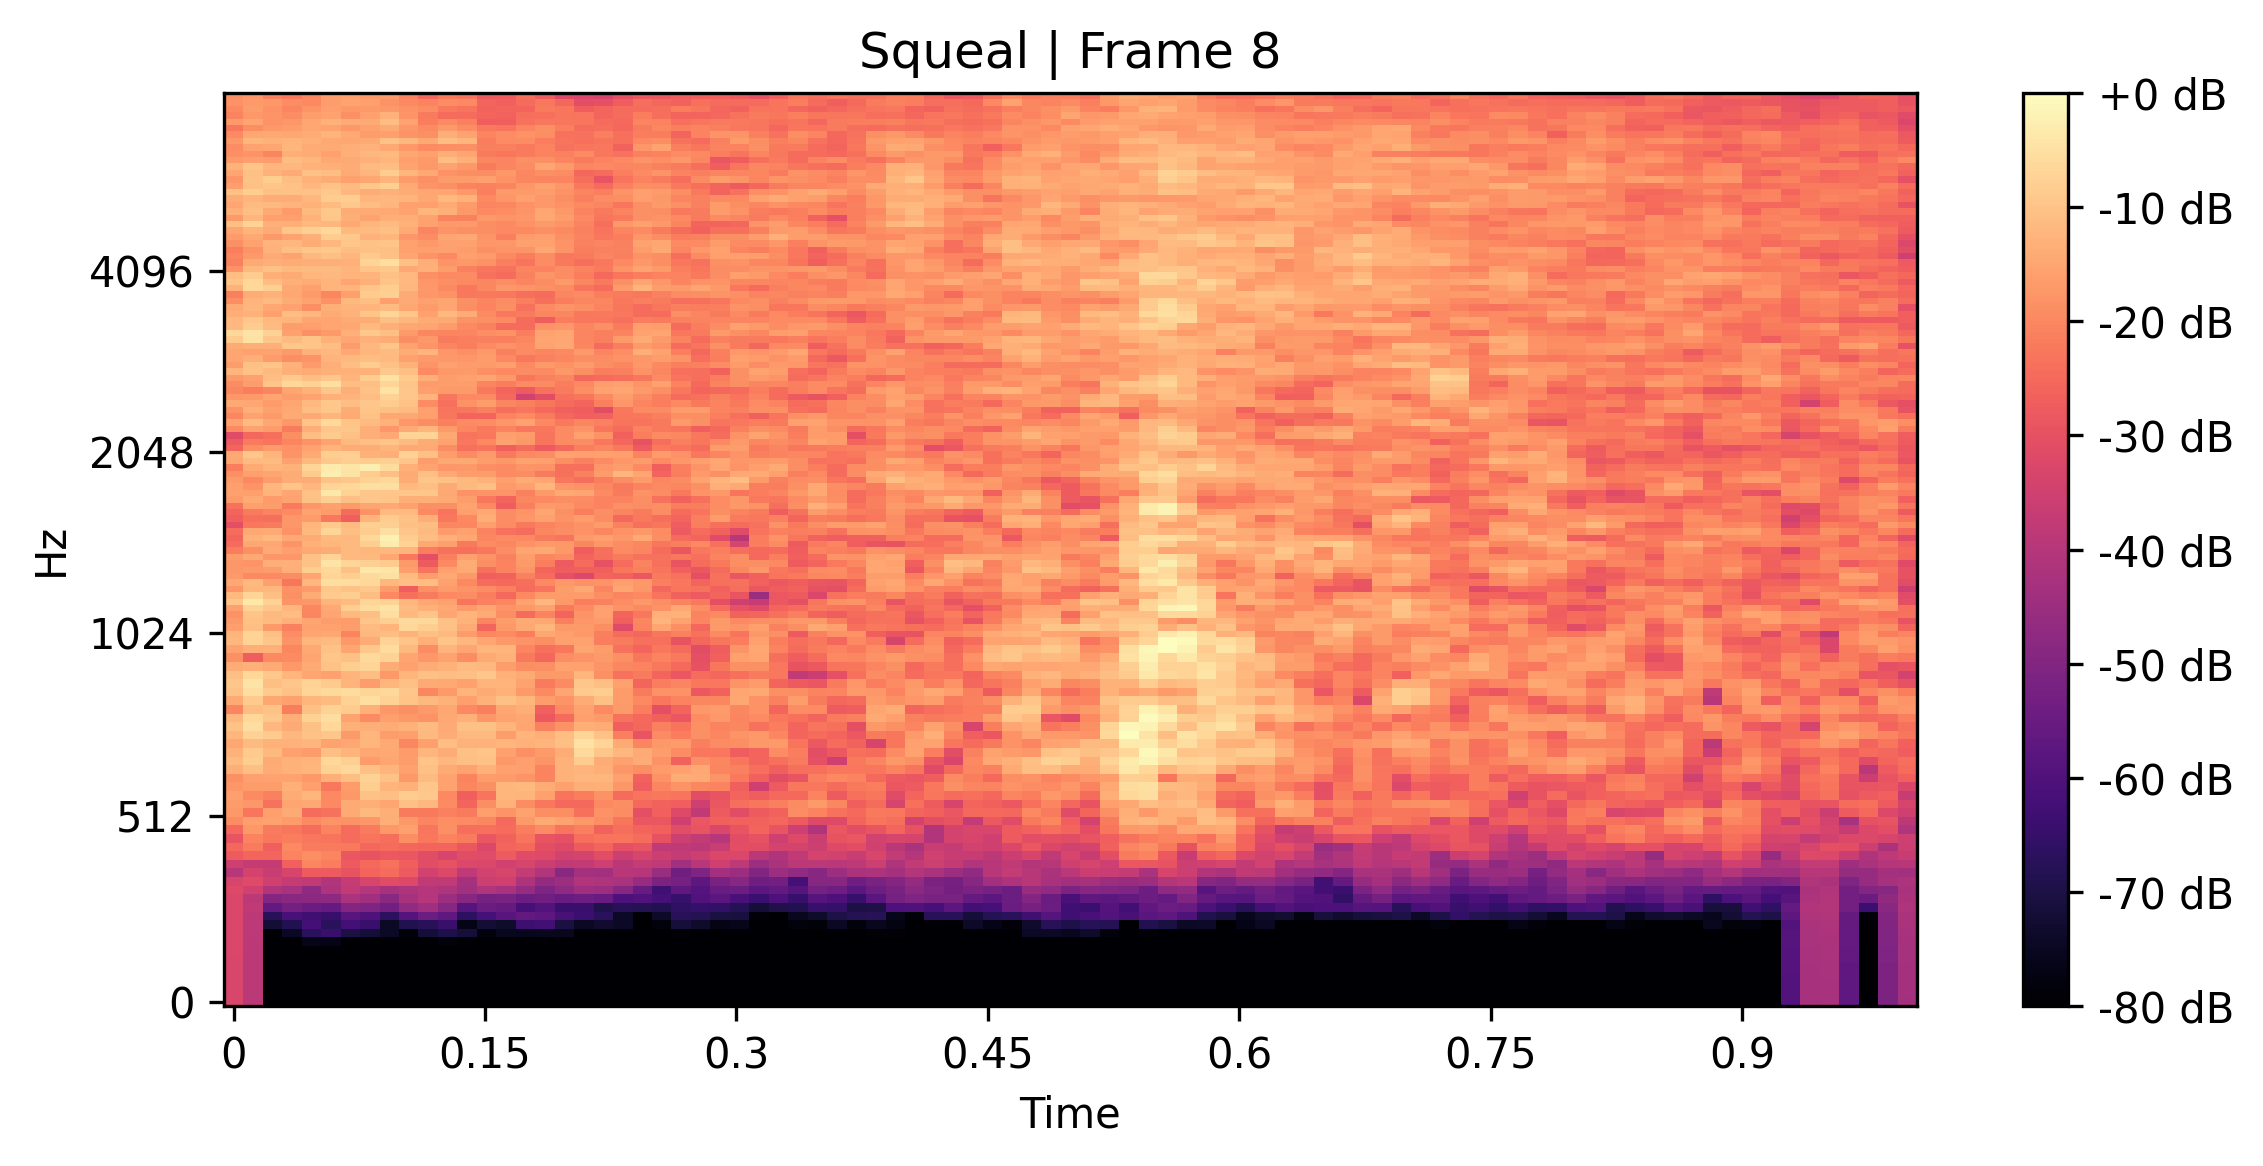 Squeal | Frame 8
+0 dB
-10 dB
-20 dB
-30 dB
-40 dB
-50 dB
-60 dB
-70 dB
-80 dB
4096
2048
1024
512
0
Hz
0 0.15 0.3 0.45 0.6 0.75 0.9
Time